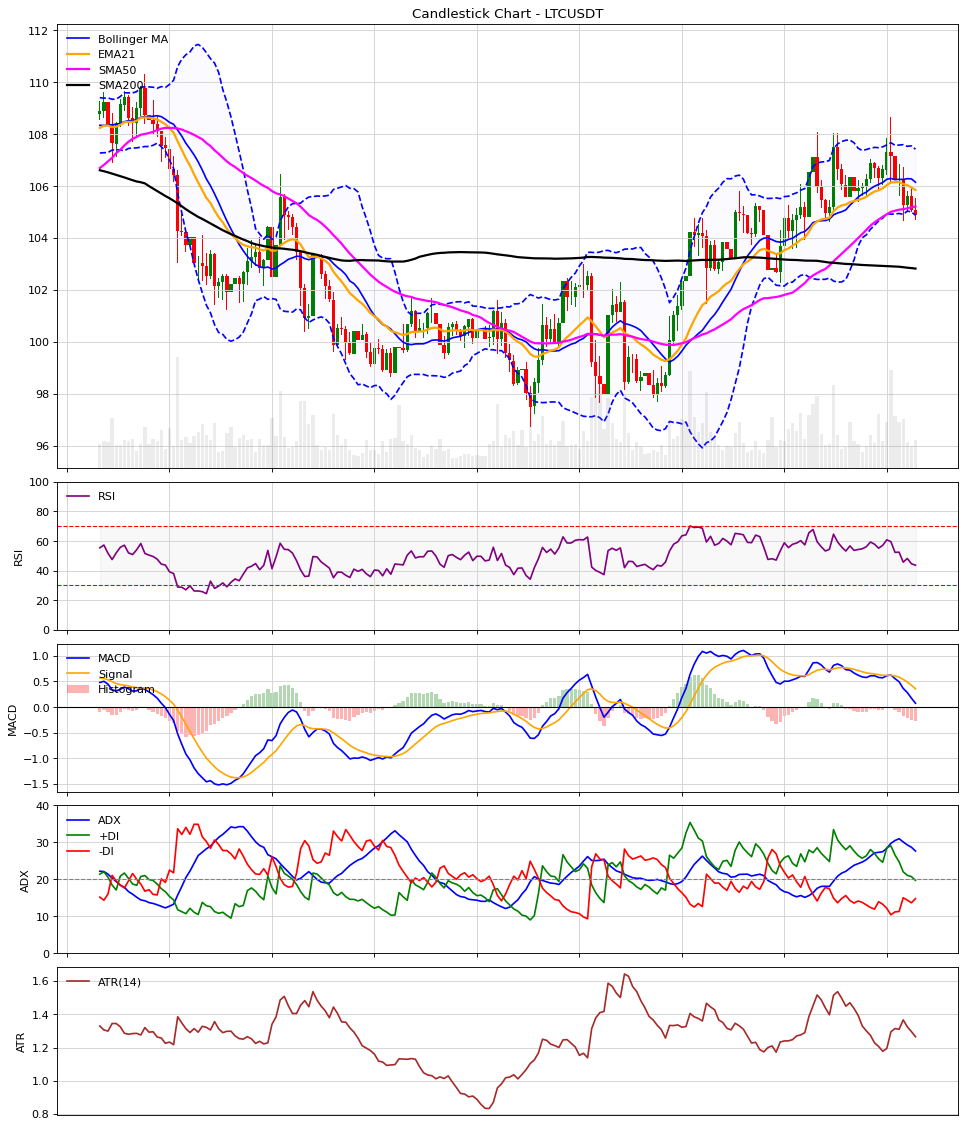 Candlestick Chart - LTCUSDT
112
110
108
106
104
102
100
98
96
Bollinger MA
EMA21
SMA50
SMA200
100
80
60
40
20
0
RSI
RSI
1.0
0.5
0.0
−0.5
−1.0
−1.5
MACD
MACD
Signal
Histogram
40
30
20
10
0
ADX
ADX
+DI
-DI
1.6
1.4
1.2
1.0
0.8
ATR
ATR(14)